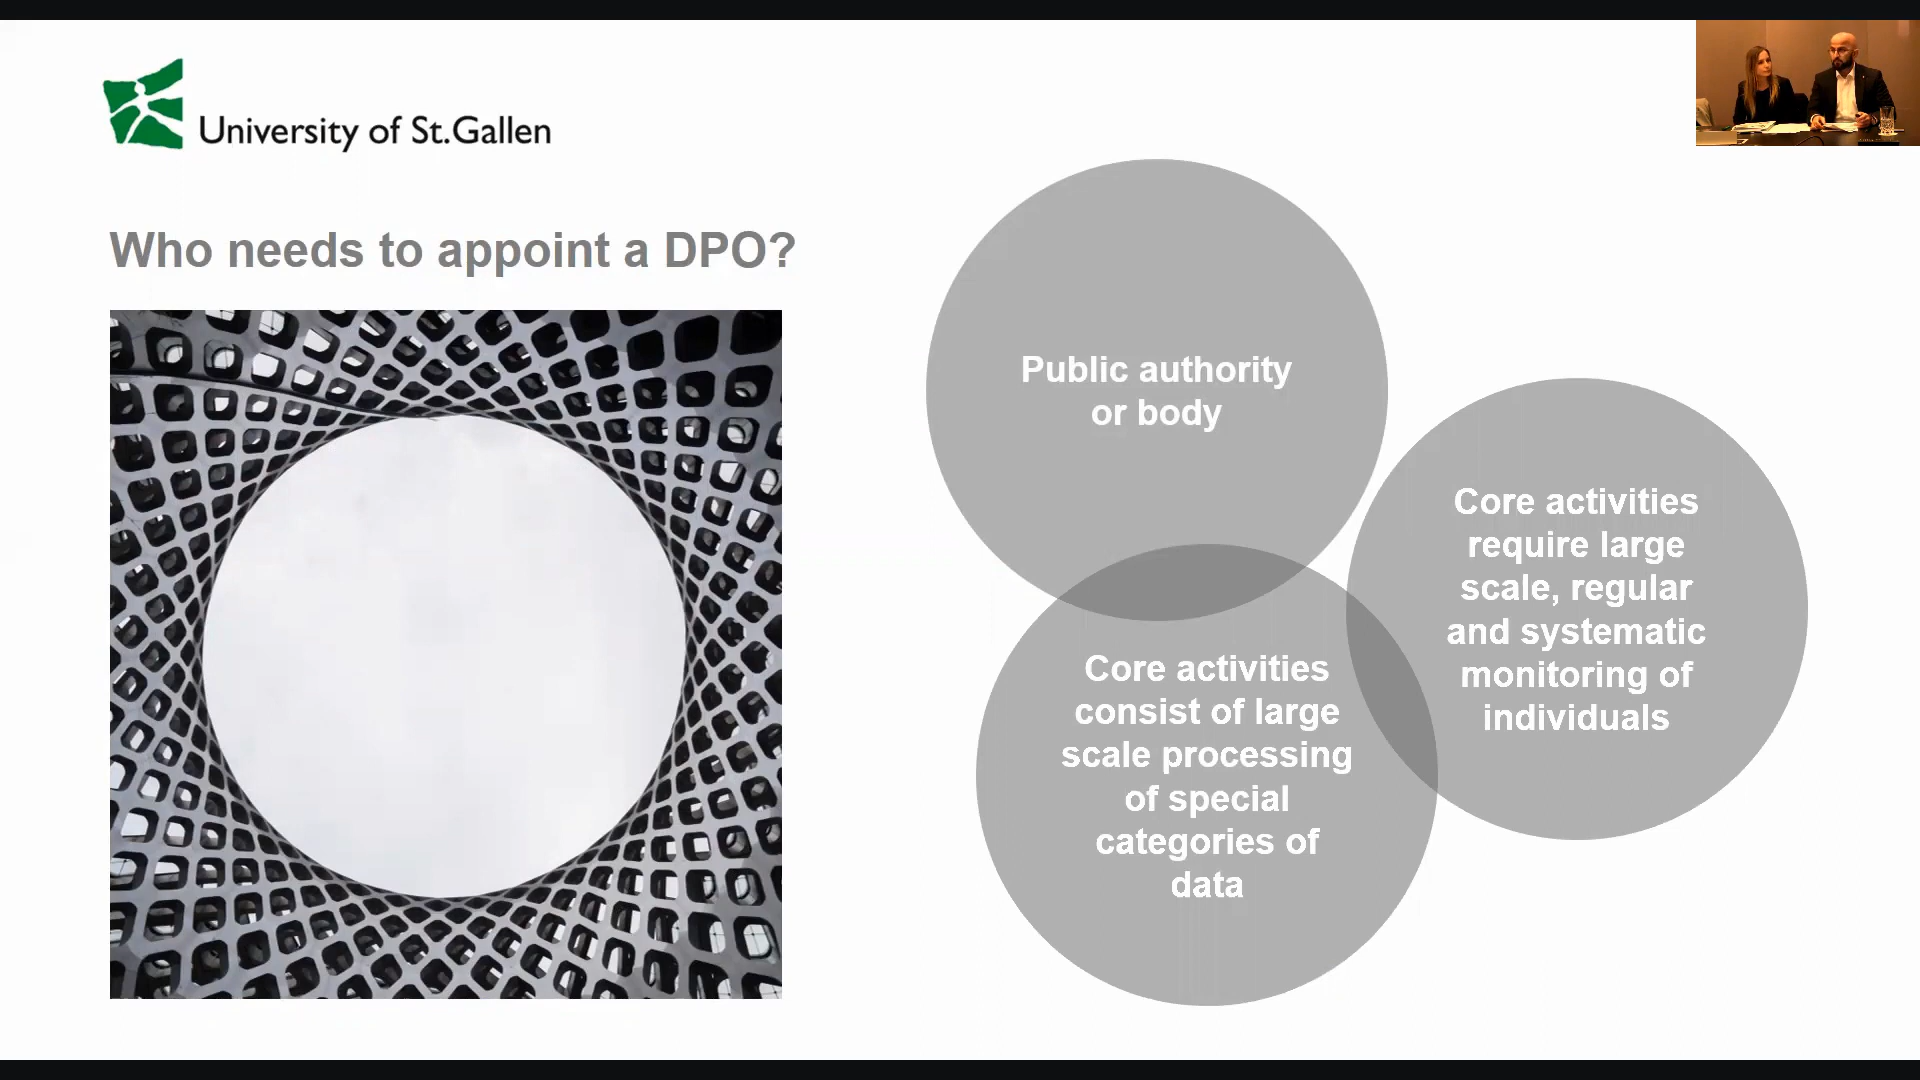 University of St.Gallen
Who needs to appoint a DPO?
Public authority
or body
Core activities
require large
scale, regular
and systematic
monitoring of
individuals
Core activities
consist of large
scale processing
of special
categories of
data